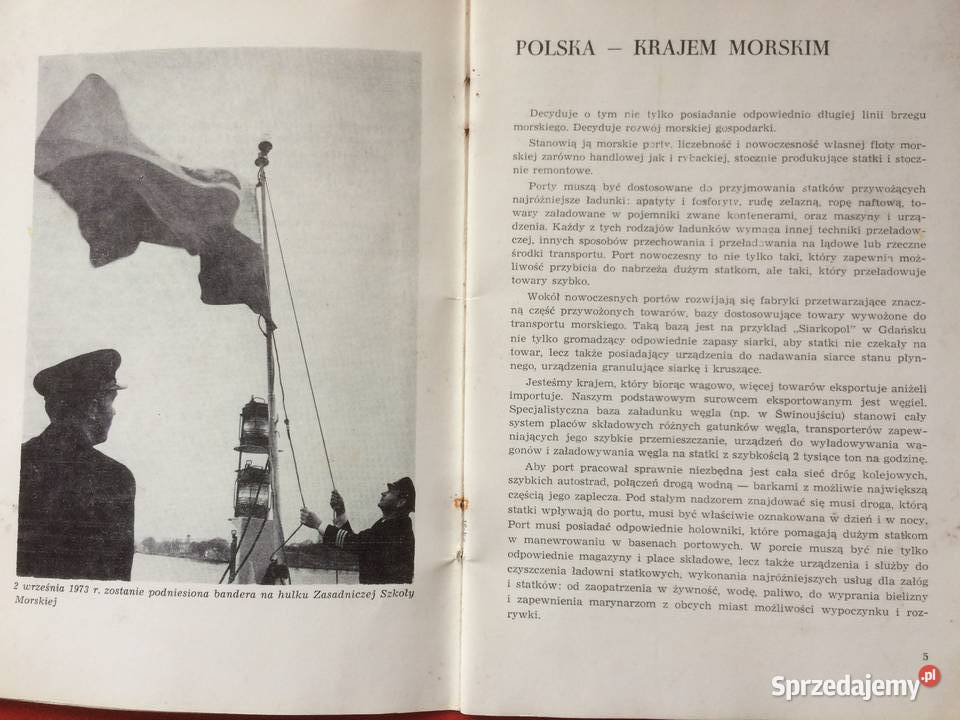 2 września 1973 r. zostanie podniesiona bandera na hulku Zasadniczej Szkoły
Morskiej
POLSKA — KRAJEM MORSKIM
Decyduje o tym nie tylko posiadanie odpowiednio długiej linii brzegu
morskiego. Decyduje rozwój morskiej gospodarki.
Stanowią ją morskie porty, liczebność i nowoczesność własnej floty mor-
skiej zarówno handlowej jak i rybackiej, stocznie produkujące statki i stocz-
nie remontowe.
Porty muszą być dostosowane do przyjmowania statków przywożących
najróżniejsze ładunki: apatyty i fosforyty, rudę żelazną, ropę naftową, to-
wary załadowane w pojemniki zwane kontenerami, oraz maszyny i urzą-
dzenia. Każdy z tych rodzajów ładunków wymaga innej techniki przeładow-
czej, innych sposobów przechowania i przeładowania na lądowe lub rzeczne
środki transportu. Port nowoczesny to nie tylko taki, który zapewnia moż-
liwość przybicia do nabrzeża dużym statkom, ale taki, który przeładowuje
towary szybko.
Wokół nowoczesnych portów rozwijają się fabryki przetwarzające znacz-
ną część przywożonych towarów, bazy dostosowujące towary wywożone do
transportu morskiego. Taką bazą jest na przykład „Siarkopol" w Gdańsku
nie tylko gromadzący odpowiednie zapasy siarki, aby statki nie czekały na
towar, lecz także posiadający urządzenia do nadawania siarce stanu płyn-
nego, urządzenia granulujące siarkę i kruszące.
Jesteśmy krajem, który biorąc wagowo, więcej towarów eksportuje aniżeli
importuje. Naszym podstawowym surowcem eksportowanym jest węgiel.
Specjalistyczna baza załadunku węgla (np. w Świnoujściu) stanowi cały
system placów składowych różnych gatunków węgla, transporterów zapew-
niających jego szybkie przemieszczanie, urządzeń do wyładowywania wa-
gonów i załadowywania węgla na statki z szybkością 2 tysiące ton na godzinę.
Aby port pracował sprawnie niezbędna jest cała sieć dróg kolejowych,
szybkich autostrad, połączeń drogą wodną — barkami z możliwie największą
częścią jego zaplecza. Pod stałym nadzorem znajdować się musi droga, którą
statki wpływają do portu, musi być właściwie oznakowana w dzień i w nocy.
Port musi posiadać odpowiednie holowniki, które pomagają dużym statkom
w manewrowaniu w basenach portowych. W porcie muszą być nie tylko
odpowiednie magazyny i place składowe, lecz także urządzenia i służby do
czyszczenia ładowni statkowych, wykonania najróżniejszych usług dla załóg
i statków: od zaopatrzenia w żywność, wodę, paliwo, do wyprania bielizny
i zapewnienia marynarzom z obcych miast możliwości wypoczynku i roz-
rywki.
5
Sprzedajemy.pl